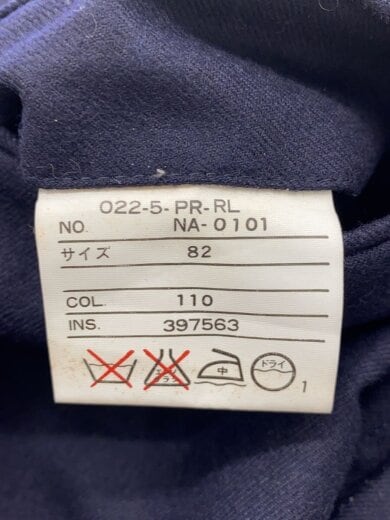 022-5-PR-RL
NO. NA-0101
サイズ 82
COL. 110
INS. 397563
中
ドライ
1